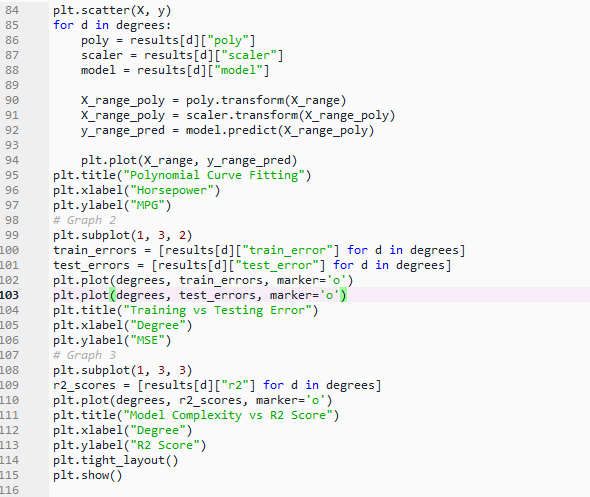 84 plt.scatter(X, y)
85 for d in degrees:
86     poly = results[d]["poly"]
87     scaler = results[d]["scaler"]
88     model = results[d]["model"]
89
90     X_range_poly = poly.transform(X_range)
91     X_range_poly = scaler.transform(X_range_poly)
92     y_range_pred = model.predict(X_range_poly)
93
94     plt.plot(X_range, y_range_pred)
95 plt.title("Polynomial Curve Fitting")
96 plt.xlabel("Horsepower")
97 plt.ylabel("MPG")
98 # Graph 2
99 plt.subplot(1, 3, 2)
100 train_errors = [results[d]["train_error"] for d in degrees]
101 test_errors = [results[d]["test_error"] for d in degrees]
102 plt.plot(degrees, train_errors, marker='o')
103 plt.plot(degrees, test_errors, marker='o')
104 plt.title("Training vs Testing Error")
105 plt.xlabel("Degree")
106 plt.ylabel("MSE")
107 # Graph 3
108 plt.subplot(1, 3, 3)
109 r2_scores = [results[d]["r2"] for d in degrees]
110 plt.plot(degrees, r2_scores, marker='o')
111 plt.title("Model Complexity vs R2 Score")
112 plt.xlabel("Degree")
113 plt.ylabel("R2 Score")
114 plt.tight_layout()
115 plt.show()
116